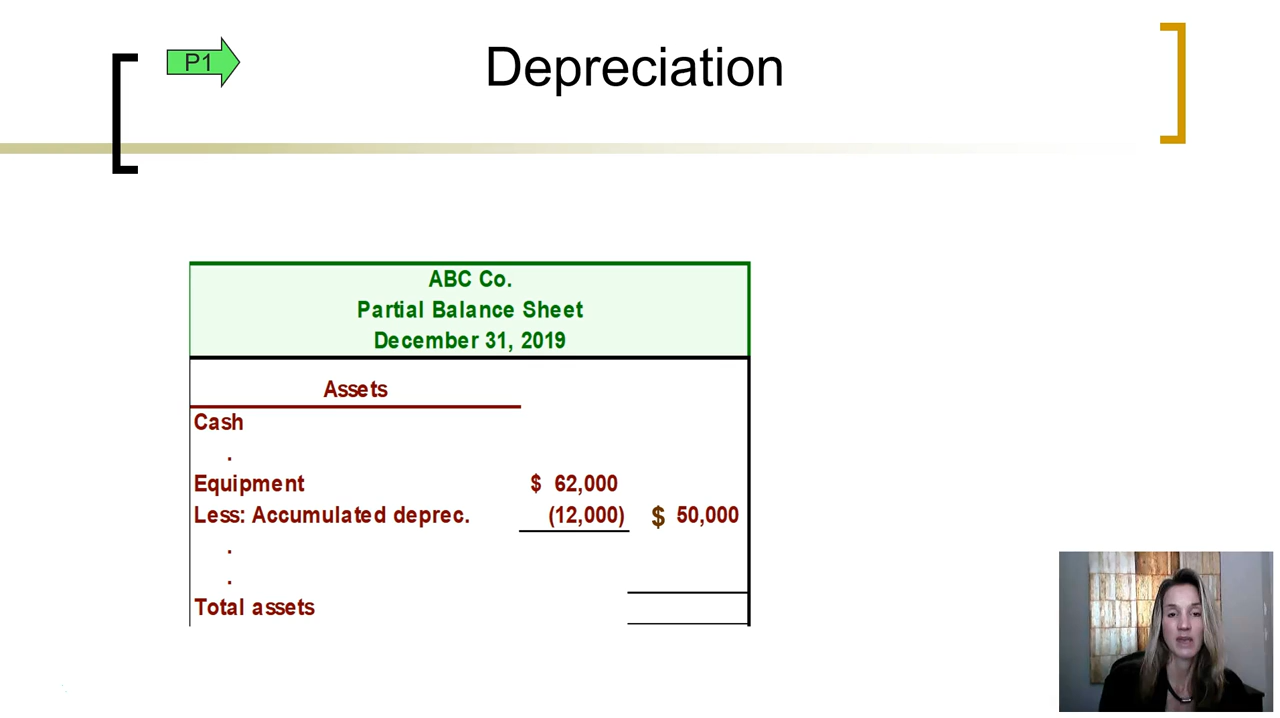 P1
Depreciation
ABC Co.
Partial Balance Sheet
December 31, 2019
Assets
Cash
.
Equipment $ 62,000
Less: Accumulated deprec. (12,000) $ 50,000
.
.
Total assets